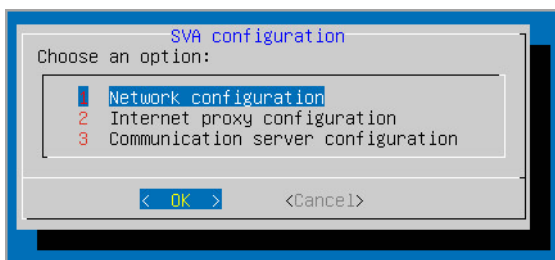 SVA configuration
Choose an option:
1 Network configuration
2 Internet proxy configuration
3 Communication server configuration
< OK > <Cancel>